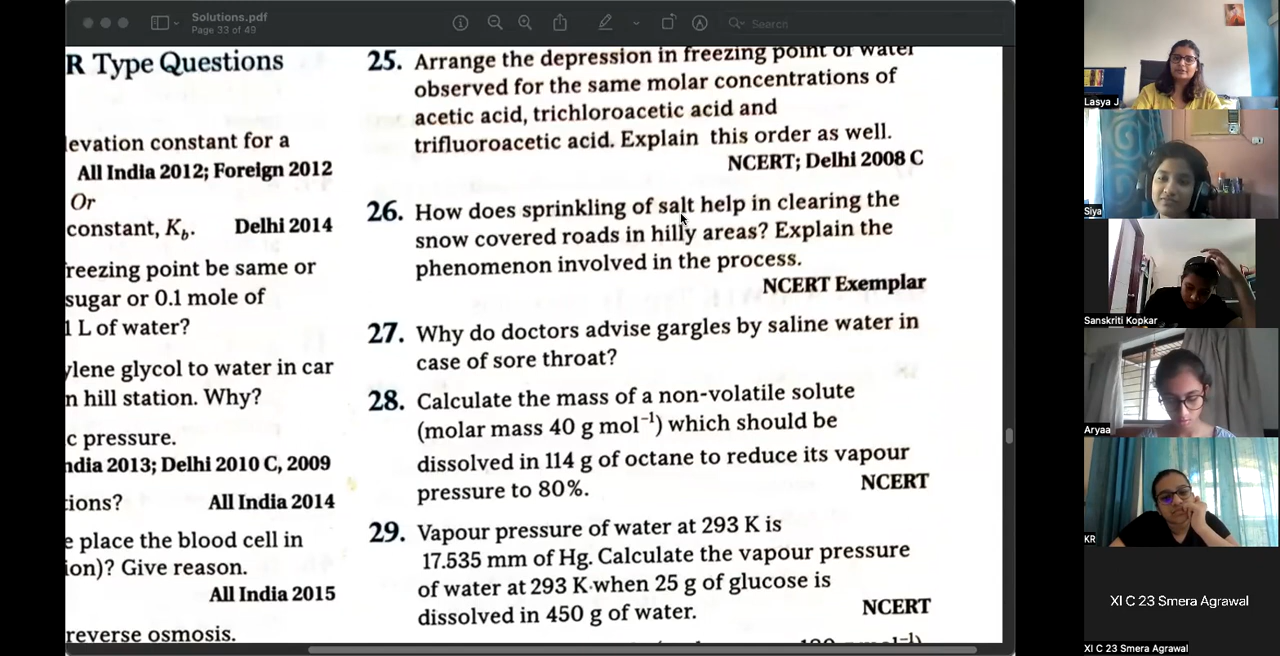 Solutions.pdf
Page 33 of 49
Search
R Type Questions
levation constant for a
All India 2012; Foreign 2012
Or
constant, K_b. Delhi 2014
reezing point be same or
sugar or 0.1 mole of
1 L of water?
ylene glycol to water in car
n hill station. Why?
c pressure.
ndia 2013; Delhi 2010 C, 2009
tions? All India 2014
e place the blood cell in
ion)? Give reason.
All India 2015
reverse osmosis.
25. Arrange the depression in freezing point of water
observed for the same molar concentrations of
acetic acid, trichloroacetic acid and
trifluoroacetic acid. Explain this order as well.
NCERT; Delhi 2008 C
26. How does sprinkling of salt help in clearing the
snow covered roads in hilly areas? Explain the
phenomenon involved in the process.
NCERT Exemplar
27. Why do doctors advise gargles by saline water in
case of sore throat?
28. Calculate the mass of a non-volatile solute
(molar mass 40 g mol⁻¹) which should be
dissolved in 114 g of octane to reduce its vapour
pressure to 80%. NCERT
29. Vapour pressure of water at 293 K is
17.535 mm of Hg. Calculate the vapour pressure
of water at 293 K when 25 g of glucose is
dissolved in 450 g of water. NCERT
Lasya J
Siya
Sanskriti Kopkar
Aryaa
KR
XI C 23 Smera Agrawal
XI C 23 Smera Agrawal